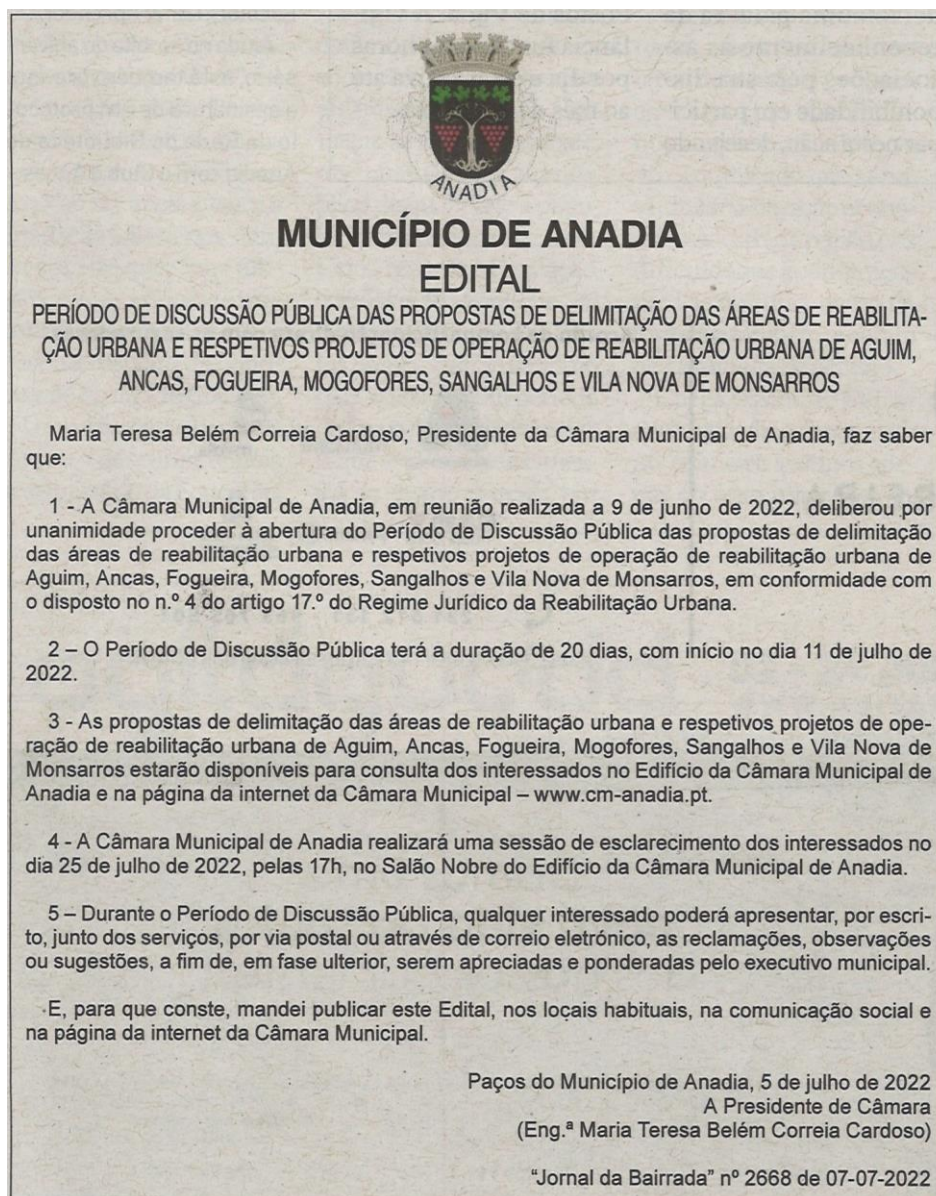 ANADIA
MUNICÍPIO DE ANADIA
EDITAL
PERÍODO DE DISCUSSÃO PÚBLICA DAS PROPOSTAS DE DELIMITAÇÃO DAS ÁREAS DE REABILITA-
ÇÃO URBANA E RESPETIVOS PROJETOS DE OPERAÇÃO DE REABILITAÇÃO URBANA DE AGUIM,
ANCAS, FOGUEIRA, MOGOFORES, SANGALHOS E VILA NOVA DE MONSARROS
Maria Teresa Belém Correia Cardoso, Presidente da Câmara Municipal de Anadia, faz saber
que:
1 - A Câmara Municipal de Anadia, em reunião realizada a 9 de junho de 2022, deliberou por
unanimidade proceder à abertura do Período de Discussão Pública das propostas de delimitação
das áreas de reabilitação urbana e respetivos projetos de operação de reabilitação urbana de
Aguim, Ancas, Fogueira, Mogofores, Sangalhos e Vila Nova de Monsarros, em conformidade com
o disposto no n.º 4 do artigo 17.º do Regime Jurídico da Reabilitação Urbana.
2 – O Período de Discussão Pública terá a duração de 20 dias, com início no dia 11 de julho de
2022.
3 - As propostas de delimitação das áreas de reabilitação urbana e respetivos projetos de ope-
ração de reabilitação urbana de Aguim, Ancas, Fogueira, Mogofores, Sangalhos e Vila Nova de
Monsarros estarão disponíveis para consulta dos interessados no Edifício da Câmara Municipal de
Anadia e na página da internet da Câmara Municipal – www.cm-anadia.pt.
4 - A Câmara Municipal de Anadia realizará uma sessão de esclarecimento dos interessados no
dia 25 de julho de 2022, pelas 17h, no Salão Nobre do Edifício da Câmara Municipal de Anadia.
5 – Durante o Período de Discussão Pública, qualquer interessado poderá apresentar, por escri-
to, junto dos serviços, por via postal ou através de correio eletrónico, as reclamações, observações
ou sugestões, a fim de, em fase ulterior, serem apreciadas e ponderadas pelo executivo municipal.
E, para que conste, mandei publicar este Edital, nos locais habituais, na comunicação social e
na página da internet da Câmara Municipal.
Paços do Município de Anadia, 5 de julho de 2022
A Presidente de Câmara
(Eng.ª Maria Teresa Belém Correia Cardoso)
"Jornal da Bairrada" nº 2668 de 07-07-2022